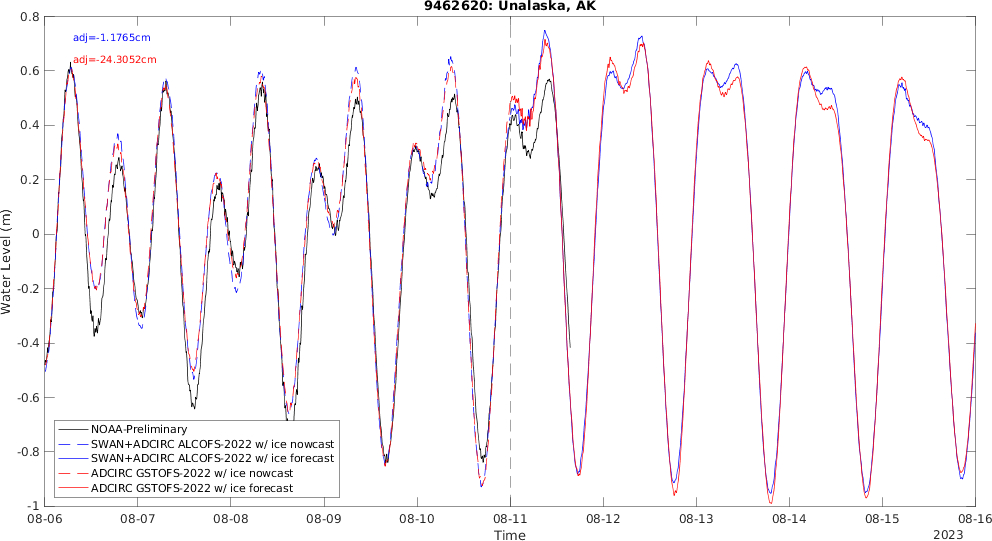 9462620: Unalaska, AK
adj=-1.1765cm
adj=-24.3052cm
Water Level (m)
0.8
0.6
0.4
0.2
0
-0.2
-0.4
-0.6
-0.8
-1
NOAA-Preliminary
SWAN+ADCIRC ALCOFS-2022 w/ ice nowcast
SWAN+ADCIRC ALCOFS-2022 w/ ice forecast
ADCIRC GSTOFS-2022 w/ ice nowcast
ADCIRC GSTOFS-2022 w/ ice forecast
08-06 08-07 08-08 08-09 08-10 08-11 08-12 08-13 08-14 08-15 08-16
Time
2023